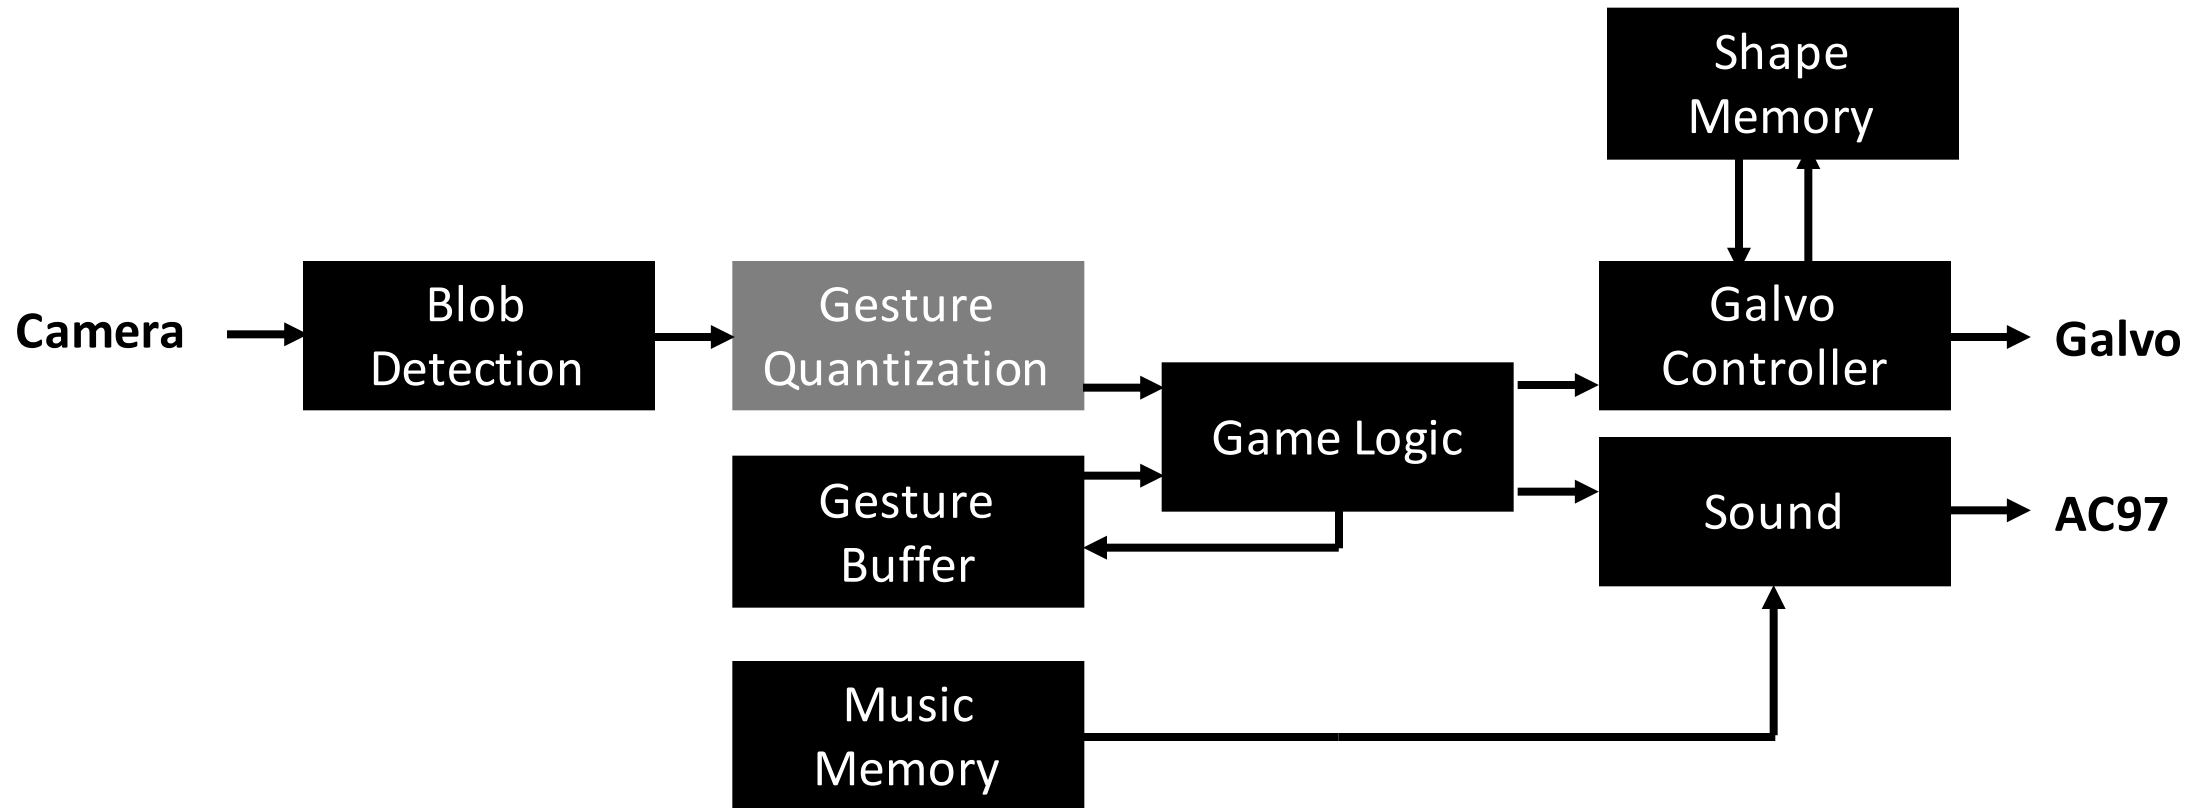 Shape
Memory
Camera
Blob
Detection
Gesture
Quantization
Galvo
Controller
Galvo
Game Logic
Gesture
Buffer
Sound
AC97
Music
Memory